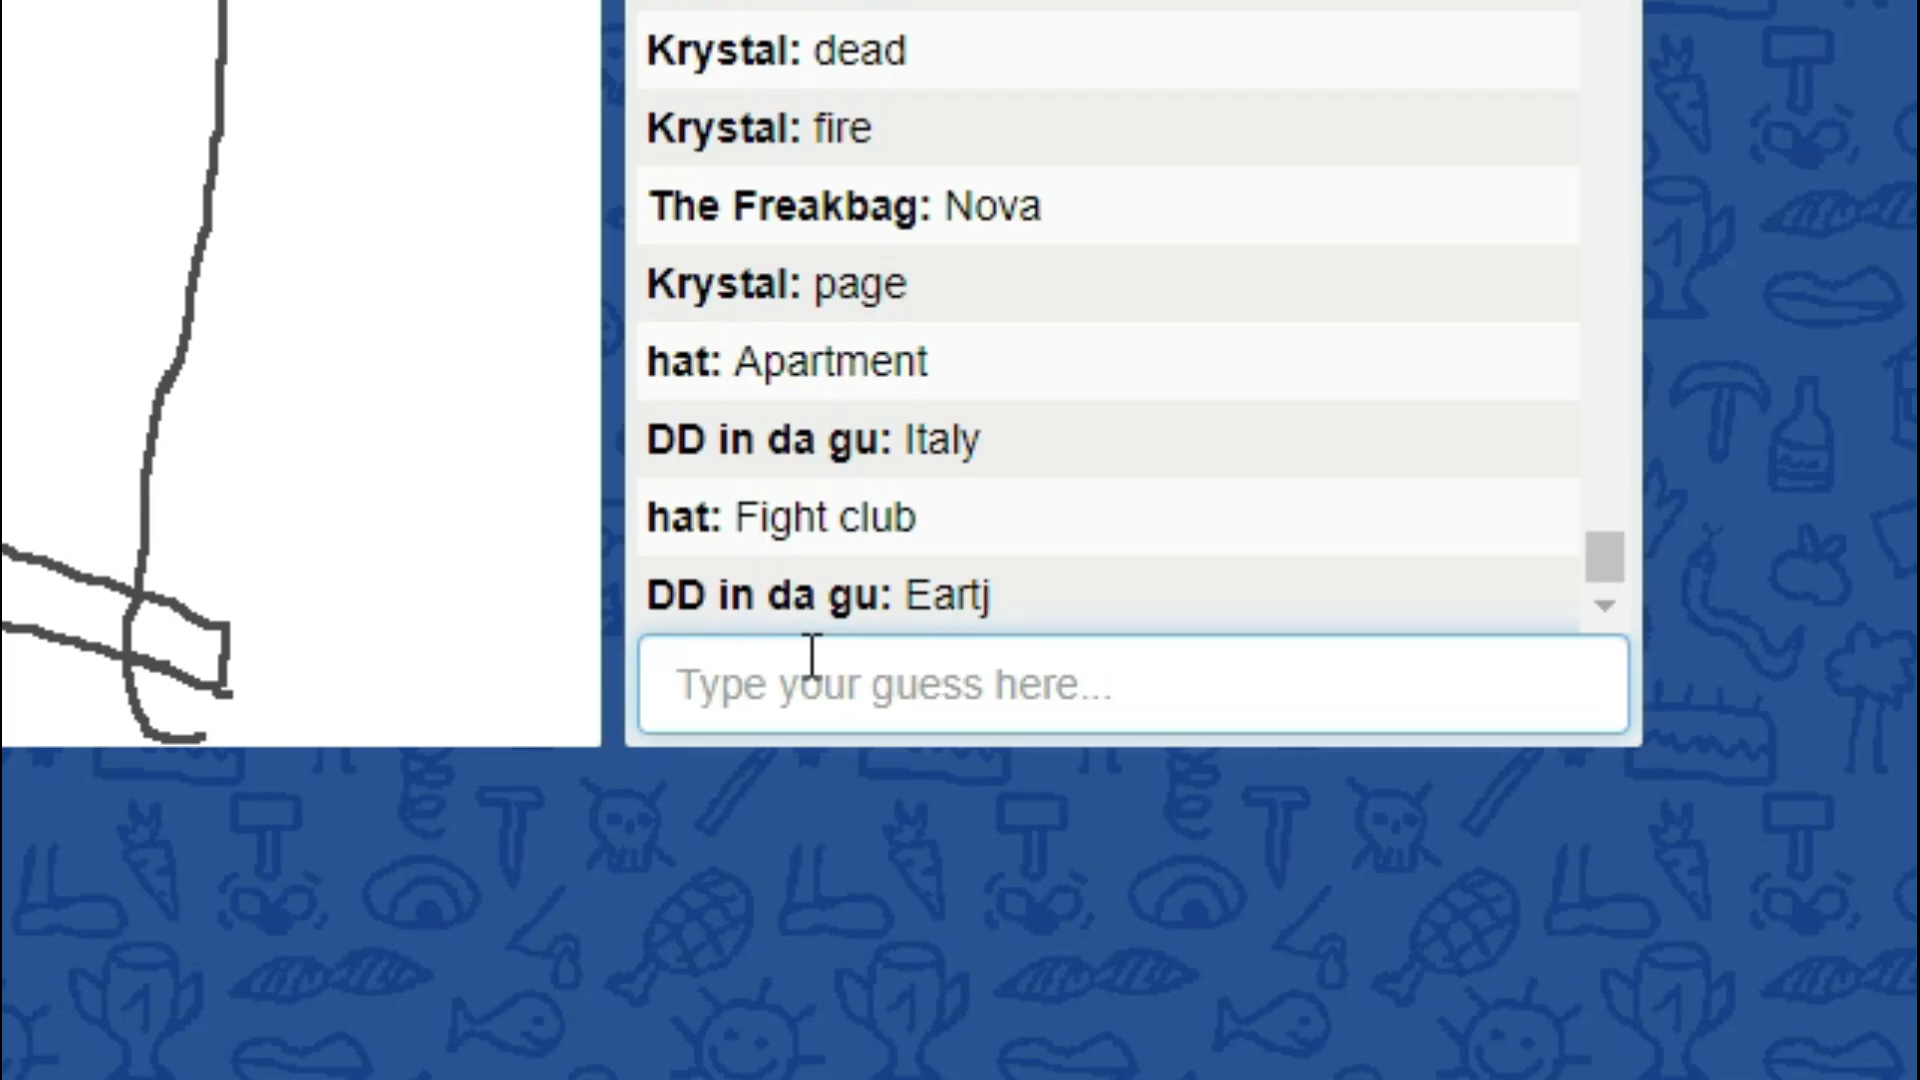 Krystal: dead
Krystal: fire
The Freakbag: Nova
Krystal: page
hat: Apartment
DD in da gu: Italy
hat: Fight club
DD in da gu: Eartj
Type your guess here...